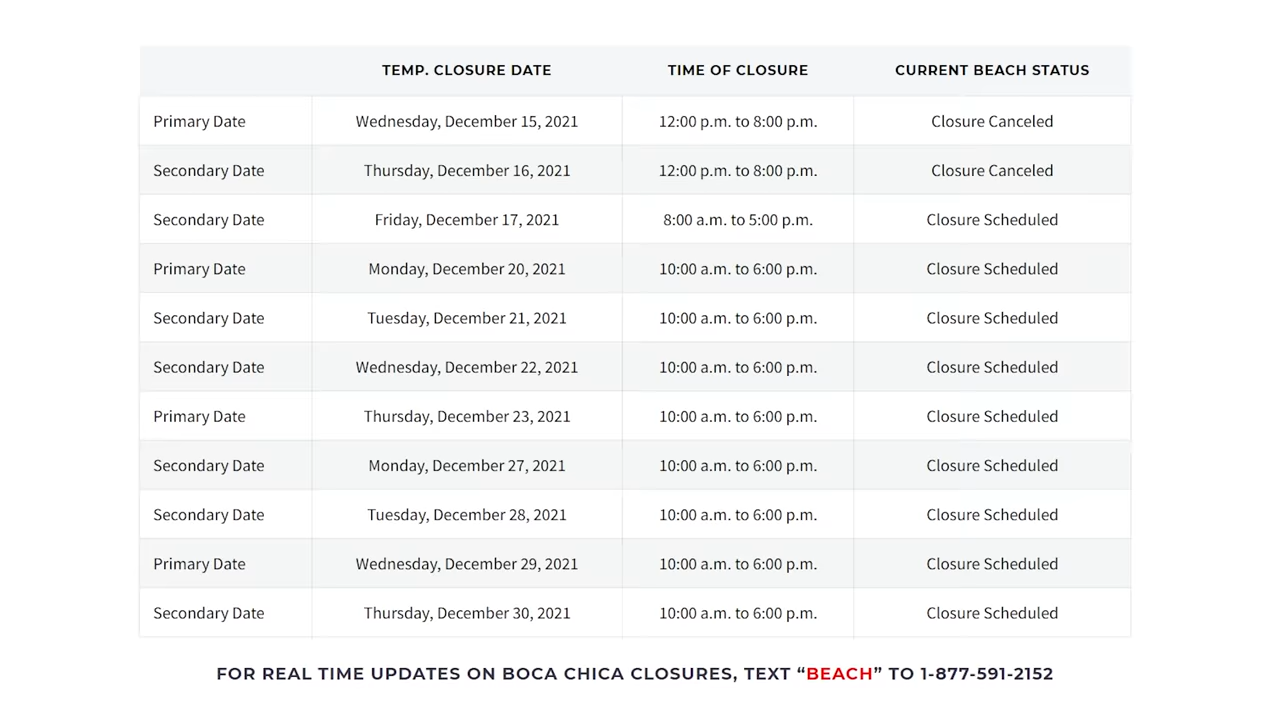 TEMP. CLOSURE DATE TIME OF CLOSURE CURRENT BEACH STATUS
Primary Date Wednesday, December 15, 2021 12:00 p.m. to 8:00 p.m. Closure Canceled
Secondary Date Thursday, December 16, 2021 12:00 p.m. to 8:00 p.m. Closure Canceled
Secondary Date Friday, December 17, 2021 8:00 a.m. to 5:00 p.m. Closure Scheduled
Primary Date Monday, December 20, 2021 10:00 a.m. to 6:00 p.m. Closure Scheduled
Secondary Date Tuesday, December 21, 2021 10:00 a.m. to 6:00 p.m. Closure Scheduled
Secondary Date Wednesday, December 22, 2021 10:00 a.m. to 6:00 p.m. Closure Scheduled
Primary Date Thursday, December 23, 2021 10:00 a.m. to 6:00 p.m. Closure Scheduled
Secondary Date Monday, December 27, 2021 10:00 a.m. to 6:00 p.m. Closure Scheduled
Secondary Date Tuesday, December 28, 2021 10:00 a.m. to 6:00 p.m. Closure Scheduled
Primary Date Wednesday, December 29, 2021 10:00 a.m. to 6:00 p.m. Closure Scheduled
Secondary Date Thursday, December 30, 2021 10:00 a.m. to 6:00 p.m. Closure Scheduled
FOR REAL TIME UPDATES ON BOCA CHICA CLOSURES, TEXT “BEACH” TO 1-877-591-2152